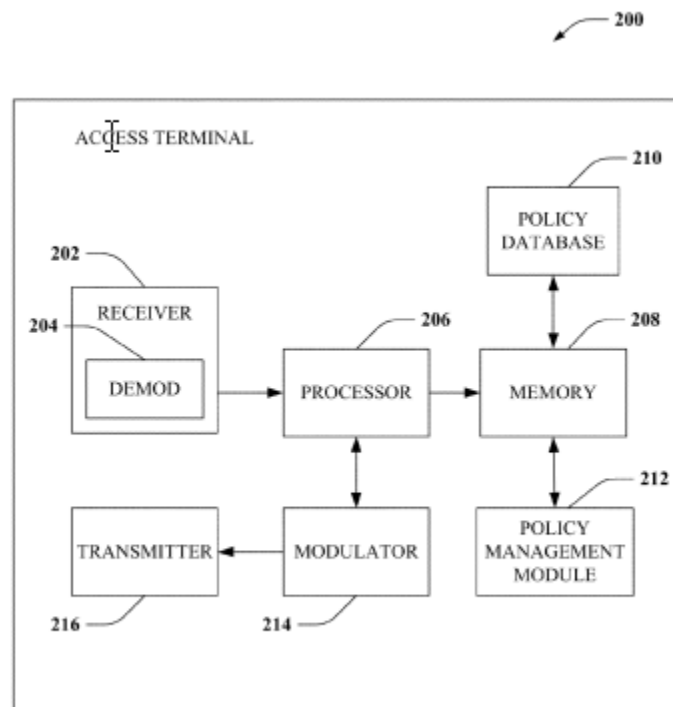 200
ACCESS TERMINAL
210
POLICY
DATABASE
202
RECEIVER
204
DEMOD
206
PROCESSOR
208
MEMORY
212
TRANSMITTER
MODULATOR
POLICY
MANAGEMENT
MODULE
216
214